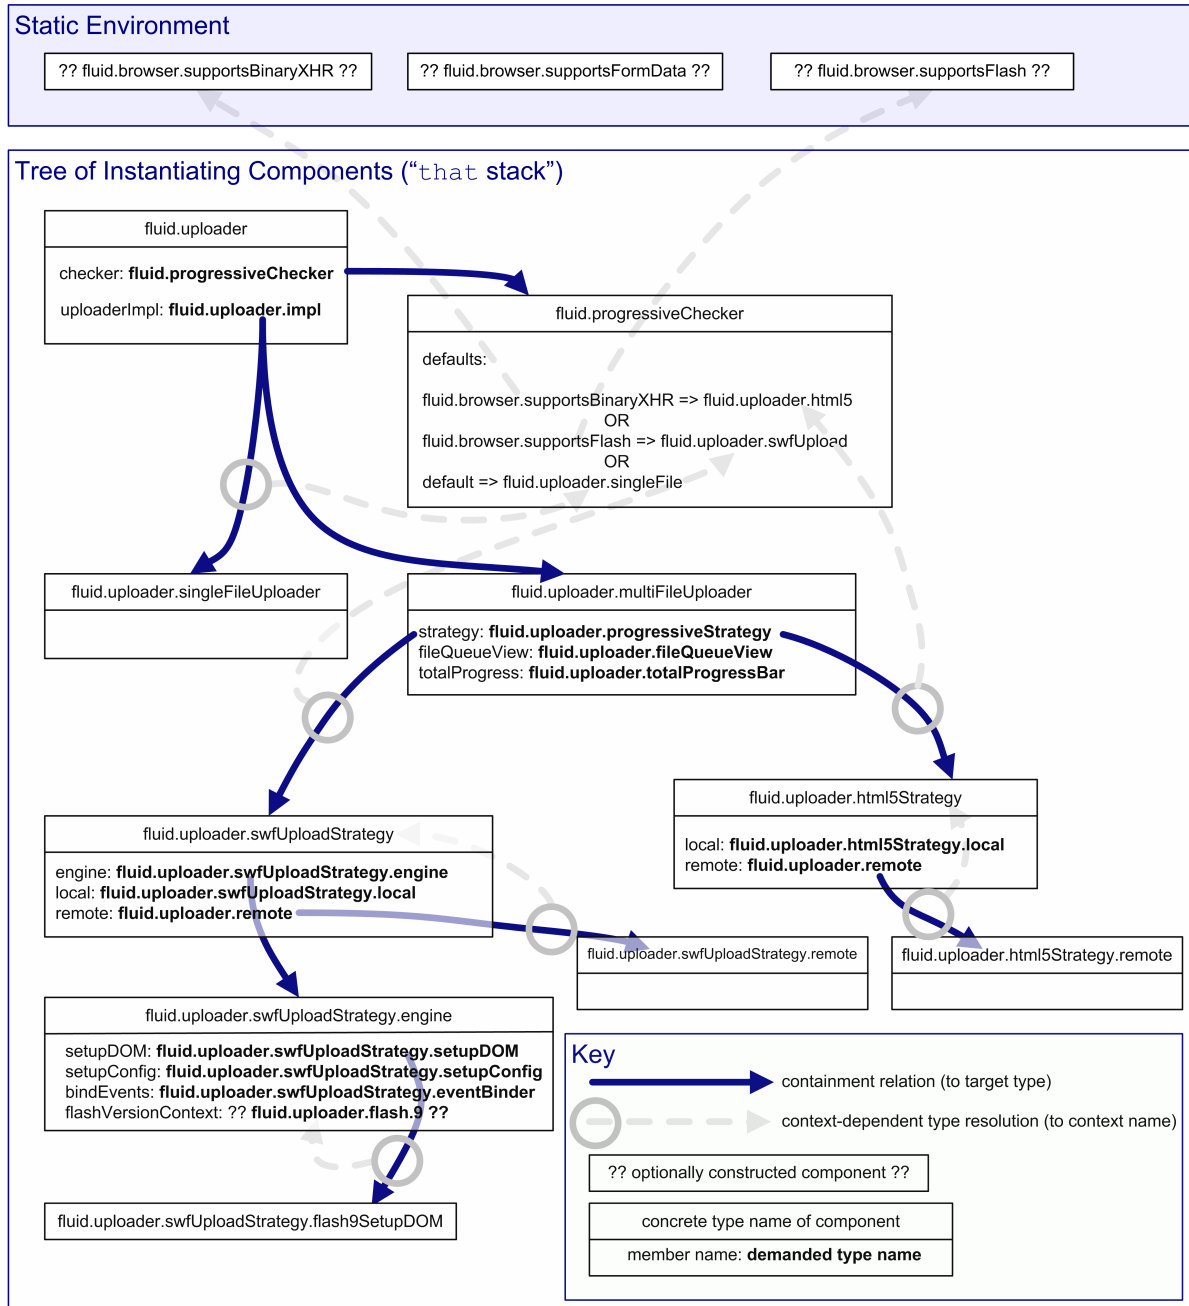 Static Environment
?? fluid.browser.supportsBinaryXHR ??
?? fluid.browser.supportsFormData ??
?? fluid.browser.supportsFlash ??
Tree of Instantiating Components (“that stack”)
fluid.uploader
checker: fluid.progressiveChecker
uploaderImpl: fluid.uploader.impl
fluid.progressiveChecker
defaults:
fluid.browser.supportsBinaryXHR => fluid.uploader.html5
OR
fluid.browser.supportsFlash => fluid.uploader.swfUpload
OR
default => fluid.uploader.singleFile
fluid.uploader.singleFileUploader
fluid.uploader.multiFileUploader
strategy: fluid.uploader.progressiveStrategy
fileQueueView: fluid.uploader.fileQueueView
totalProgress: fluid.uploader.totalProgressBar
fluid.uploader.html5Strategy
local: fluid.uploader.html5Strategy.local
remote: fluid.uploader.remote
fluid.uploader.swfUploadStrategy
engine: fluid.uploader.swfUploadStrategy.engine
local: fluid.uploader.swfUploadStrategy.local
remote: fluid.uploader.remote
fluid.uploader.swfUploadStrategy.remote
fluid.uploader.html5Strategy.remote
fluid.uploader.swfUploadStrategy.engine
setupDOM: fluid.uploader.swfUploadStrategy.setupDOM
setupConfig: fluid.uploader.swfUploadStrategy.setupConfig
bindEvents: fluid.uploader.swfUploadStrategy.eventBinder
flashVersionContext: ?? fluid.uploader.flash.9 ??
fluid.uploader.swfUploadStrategy.flash9SetupDOM
Key
containment relation (to target type)
context-dependent type resolution (to context name)
?? optionally constructed component ??
concrete type name of component
member name: demanded type name